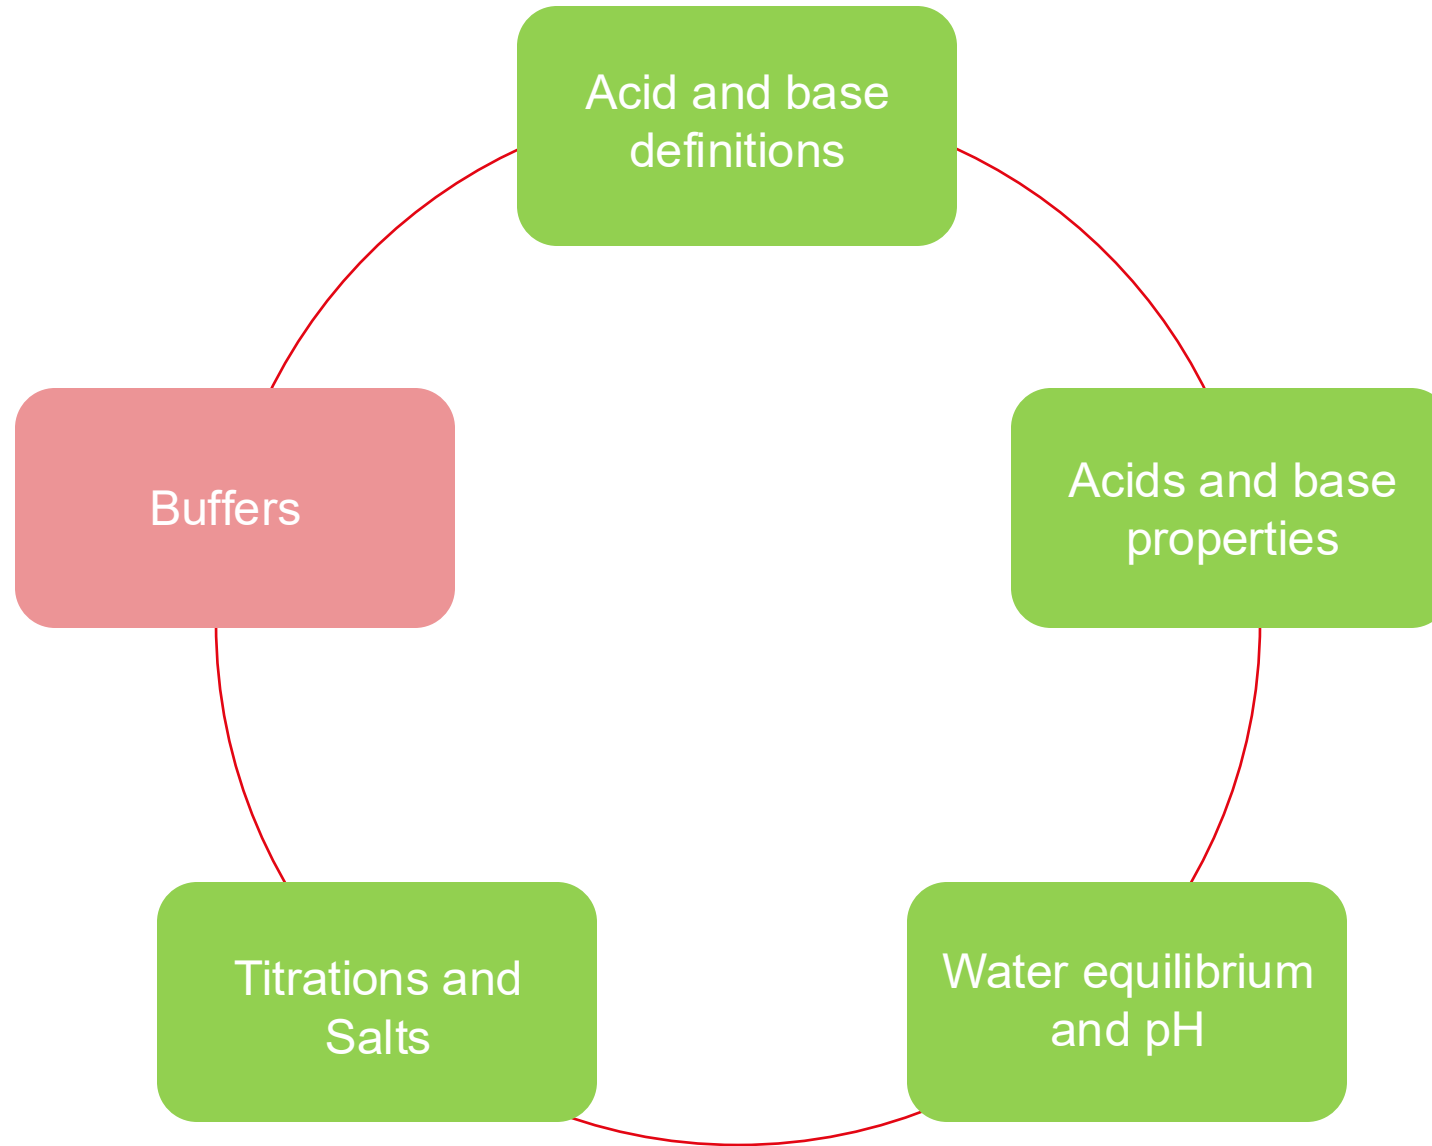 Acid and base
definitions
Acids and base
properties
Water equilibrium
and pH
Titrations and
Salts
Buffers